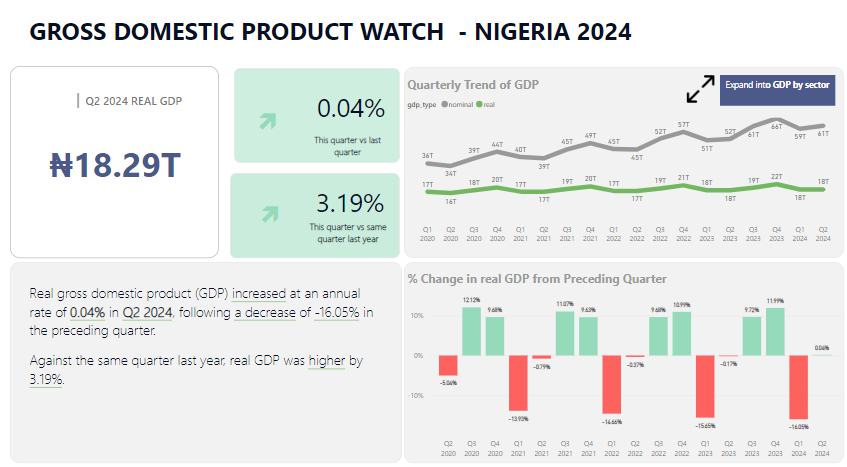 GROSS DOMESTIC PRODUCT WATCH - NIGERIA 2024
Q2 2024 REAL GDP
₦18.29T
0.04%
This quarter vs last
quarter
3.19%
This quarter vs same
quarter last year
Quarterly Trend of GDP
Expand into GDP by sector
gdp_type nominal real
36T 34T 39T 44T 40T 39T 45T 49T 45T 45T 52T 57T 51T 52T 61T 66T 59T 61T
17T 16T 18T 20T 17T 17T 19T 20T 17T 17T 19T 21T 18T 18T 19T 22T 18T 18T
Q1 Q2 Q3 Q4 Q1 Q2 Q3 Q4 Q1 Q2 Q3 Q4 Q1 Q2 Q3 Q4 Q1 Q2
2020 2020 2020 2020 2021 2021 2021 2021 2022 2022 2022 2022 2023 2023 2023 2023 2024 2024
Real gross domestic product (GDP) increased at an annual
rate of 0.04% in Q2 2024, following a decrease of -16.05% in
the preceding quarter.
Against the same quarter last year, real GDP was higher by
3.19%.
% Change in real GDP from Preceding Quarter
10%
0%
-10%
-5.04% 12.12% 9.68% -13.93% -0.79% 11.07% 9.63% -14.66% -0.37% 9.68% 10.99% -15.65% -0.17% 9.72% 11.99% -16.05% 0.04%
Q2 Q3 Q4 Q1 Q2 Q3 Q4 Q1 Q2 Q3 Q4 Q1 Q2 Q3 Q4 Q1 Q2
2020 2020 2020 2021 2021 2021 2021 2022 2022 2022 2022 2023 2023 2023 2023 2024 2024